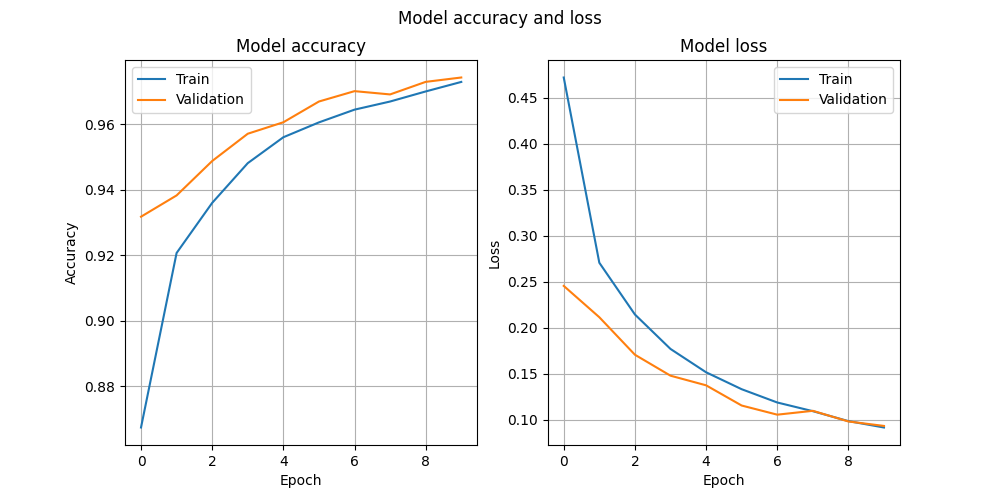 Model accuracy and loss
Model accuracy
Train
Validation
0.96
0.94
0.92
0.90
0.88
Accuracy
0 2 4 6 8
Epoch
Model loss
Train
Validation
0.45
0.40
0.35
0.30
0.25
0.20
0.15
0.10
Loss
0 2 4 6 8
Epoch